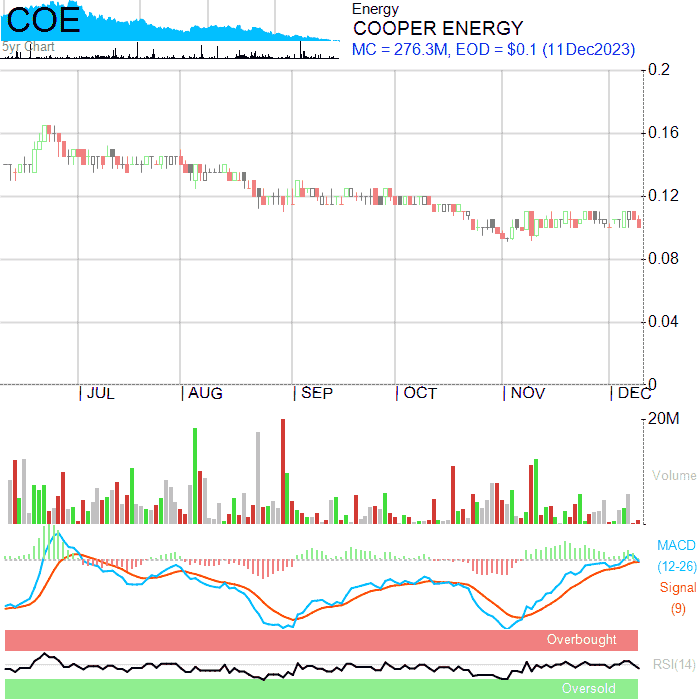 COE
5yr Chart
Energy
COOPER ENERGY
MC = 276.3M, EOD = $0.1 (11Dec2023)
0.2
0.16
0.12
0.08
0.04
0
JUL AUG SEP OCT NOV DEC
20M
Volume
MACD
(12-26)
Signal
(9)
Overbought
RSI(14)
Oversold